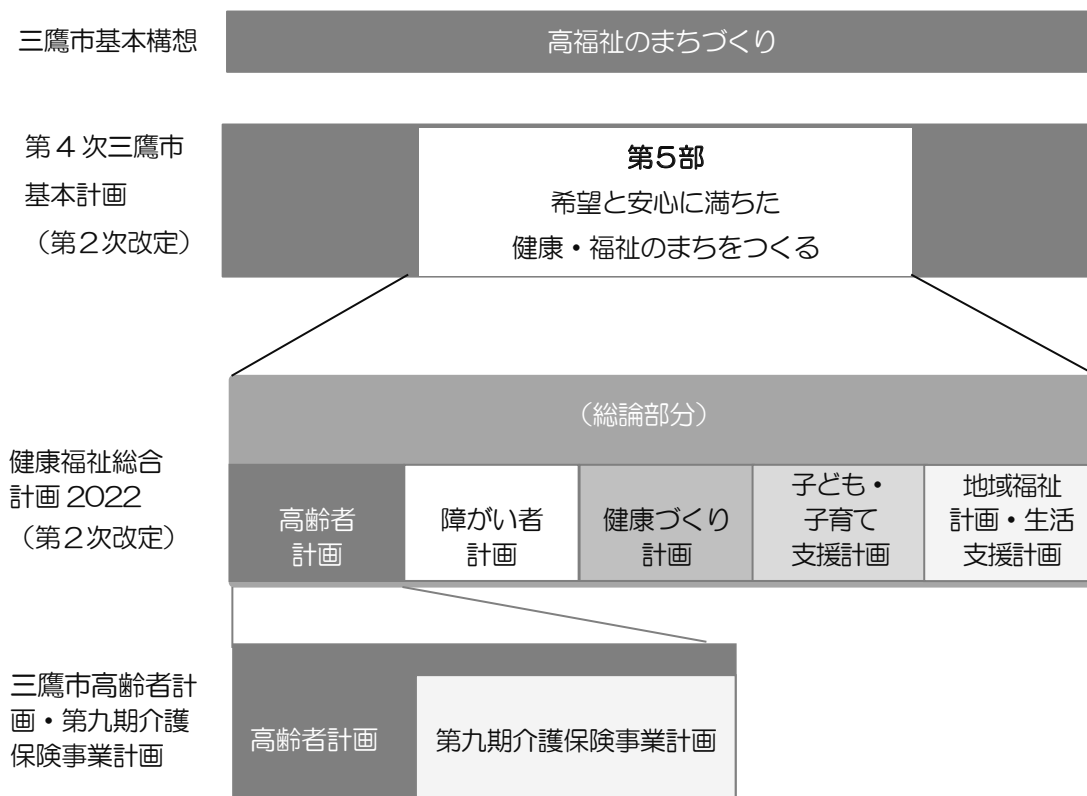 三鷹市基本構想
高福祉のまちづくり
第4次三鷹市
基本計画
（第2次改定）
第5部
希望と安心に満ちた
健康・福祉のまちをつくる
（総論部分）
健康福祉総合
計画2022
（第2次改定）
高齢者
計画
障がい者
計画
健康づくり
計画
子ども・
子育て
支援計画
地域福祉
計画・生活
支援計画
三鷹市高齢者計
画・第九期介護
保険事業計画
高齢者計画
第九期介護保険事業計画